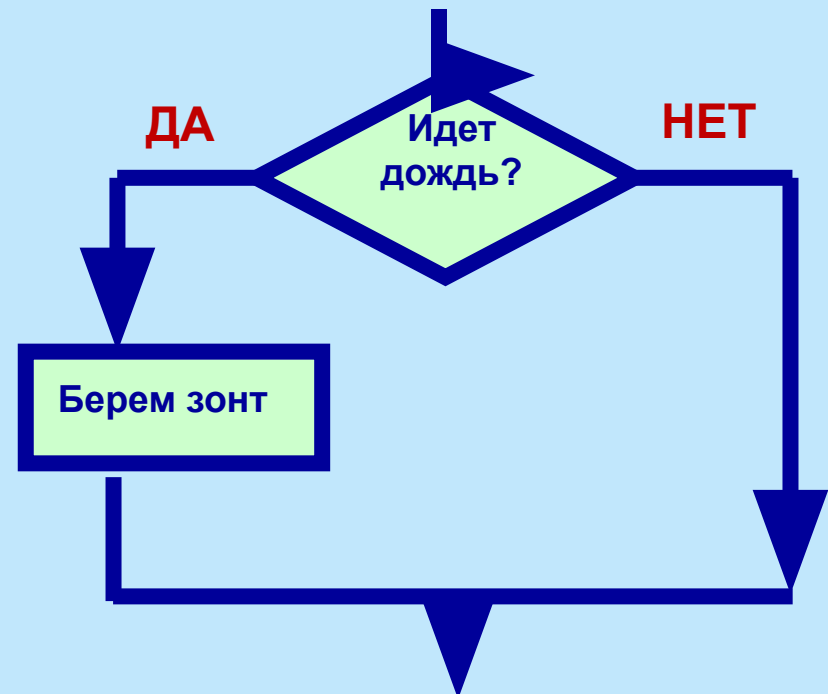 ДА
НЕТ
Идет
дождь?
Берем зонт